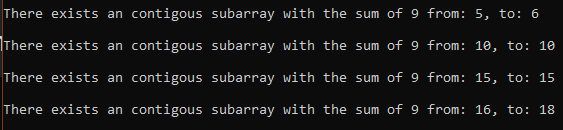 There exists an contigous subarray with the sum of 9 from: 5, to: 6
There exists an contigous subarray with the sum of 9 from: 10, to: 10
There exists an contigous subarray with the sum of 9 from: 15, to: 15
There exists an contigous subarray with the sum of 9 from: 16, to: 18